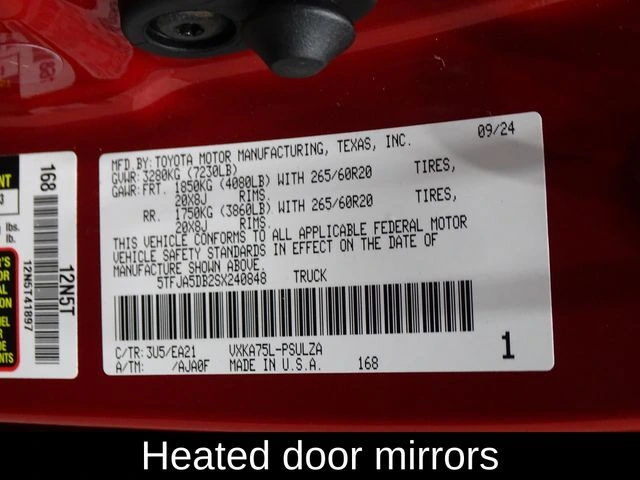 MFD.BY: TOYOTA MOTOR MANUFACTURING, TEXAS, INC. 09/24
GVWR: 3280KG (7230LB)
GAWR: FRT. 1850KG (4080LB) WITH 265/60R20 TIRES,
20X8J RIMS.
RR. 1750KG (3860LB) WITH 265/60R20 TIRES,
20X8J RIMS.
THIS VEHICLE CONFORMS TO ALL APPLICABLE FEDERAL MOTOR
VEHICLE SAFETY STANDARDS IN EFFECT ON THE DATE OF
MANUFACTURE SHOWN ABOVE.
5TFJA5DB2SX240848 TRUCK
C/TR: 3U5/EA21 VXKA75L-PSULZA
A/TM: /AJA0F MADE IN U.S.A. 168
1
168
12N5T
12N5T41897
lbs.
lb.
Heated door mirrors